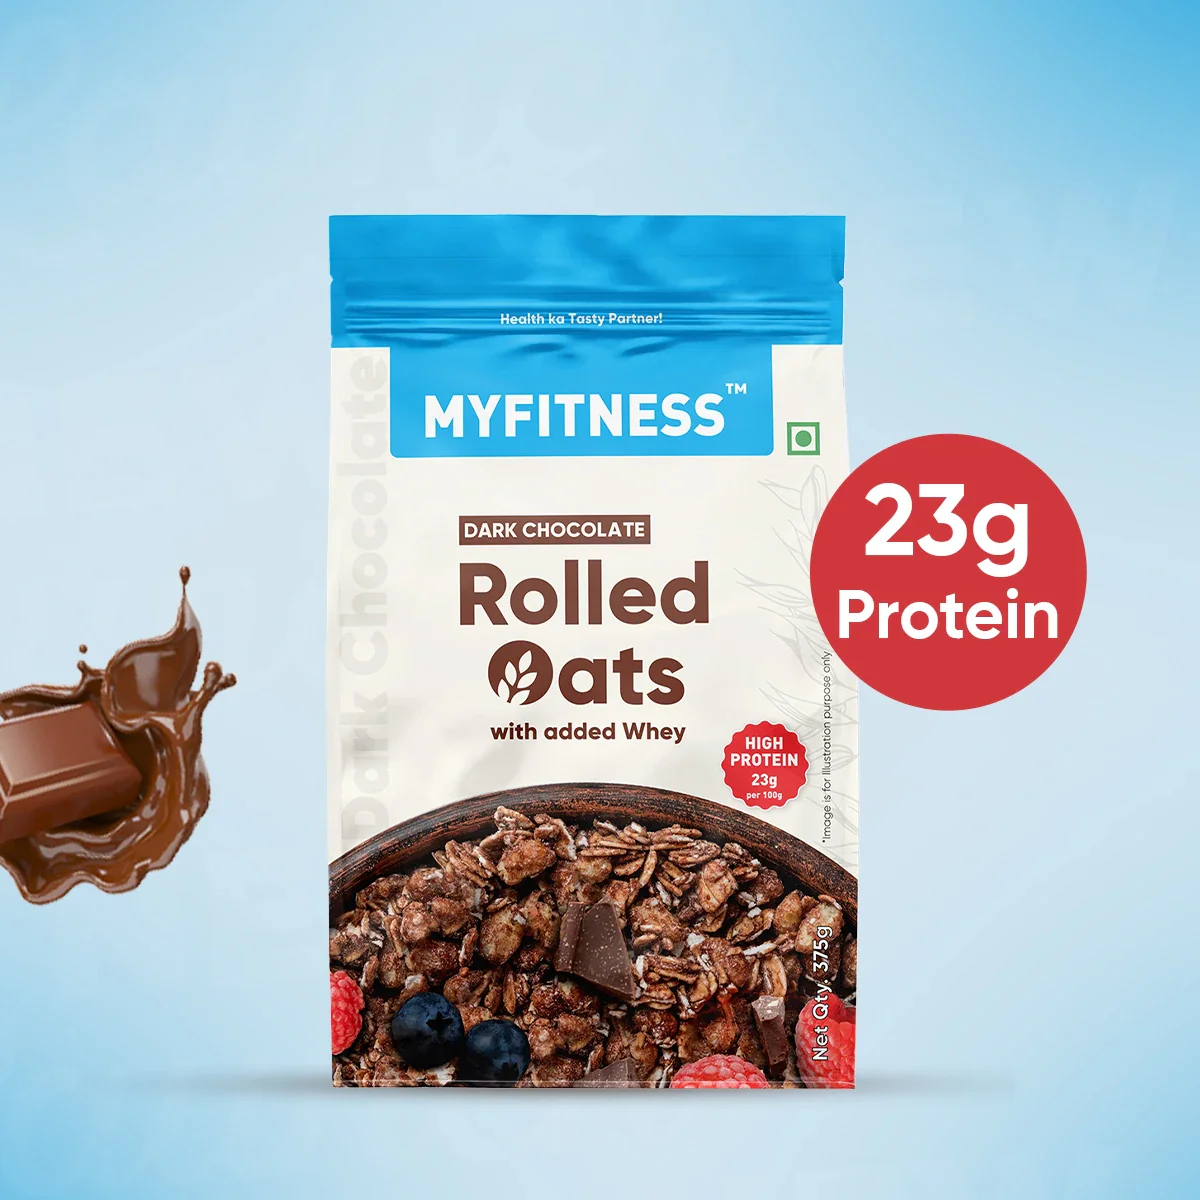 Health ka Tasty Partner!
MYFITNESS™
Dark Chocolate
DARK CHOCOLATE
Rolled
Oats
with added Whey
HIGH
PROTEIN
23g
per 100g
23g
Protein
*Image is for Illustration purpose only
Net Qty. 375g